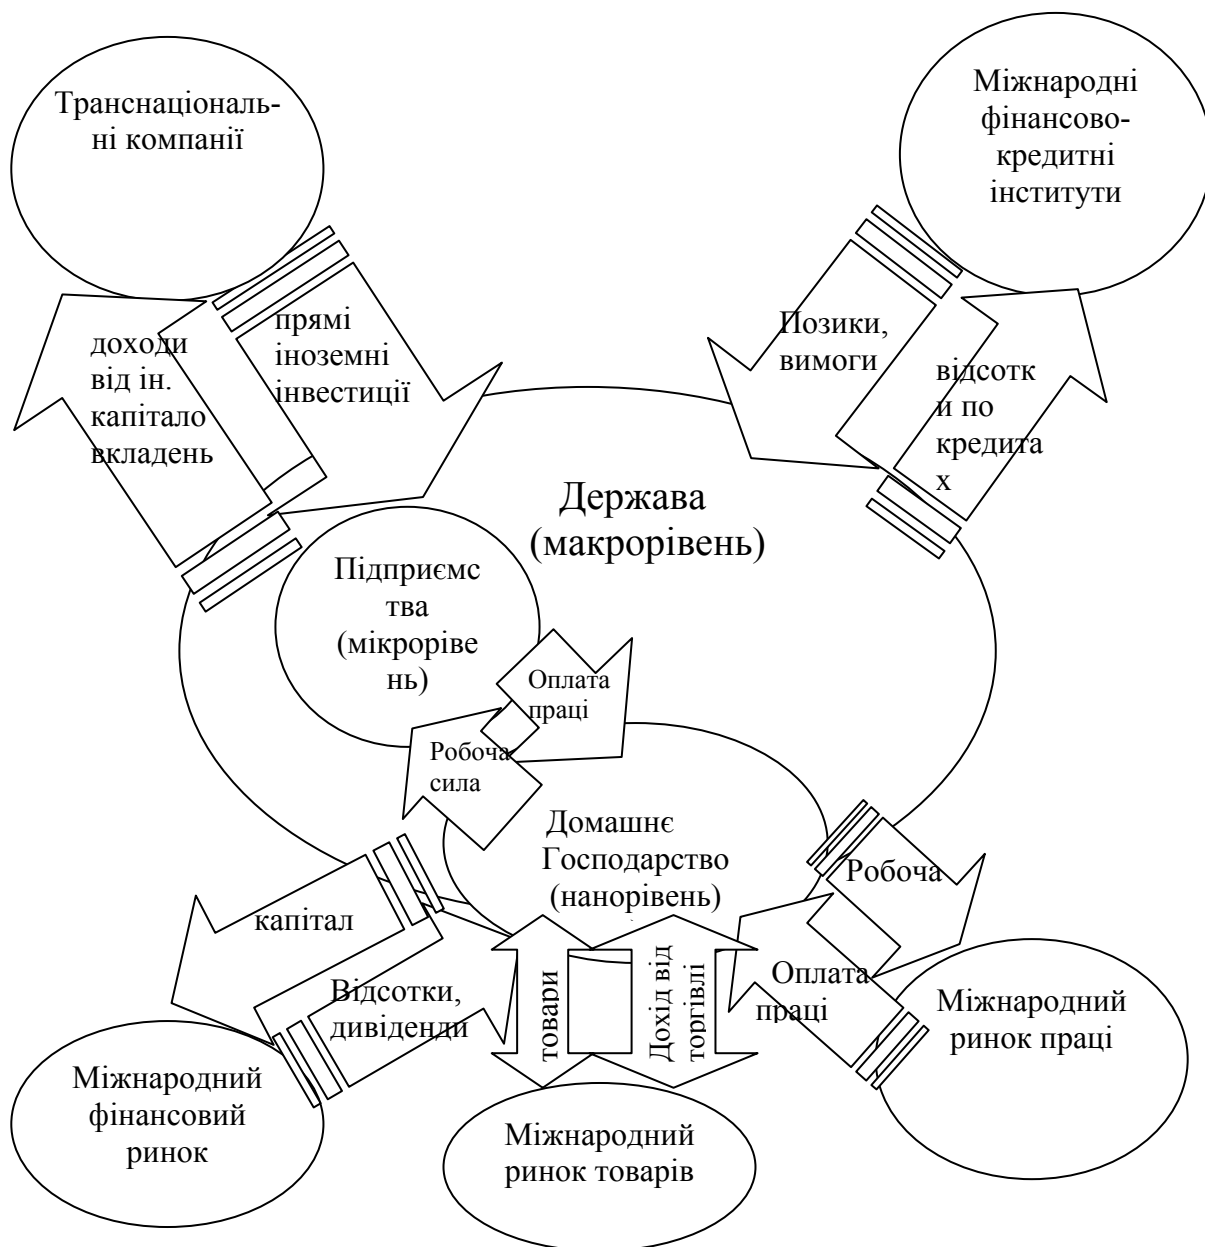 Транснаціональ-
ні компанії
Міжнародні
фінансово-
кредитні
інститути
доходи
від ін.
капітало
вкладень
прямі
іноземні
інвестиції
Позики,
вимоги
відсотк
и по
кредита
х
Держава
(макрорівень)
Підприємс
тва
(мікроріве
нь)
Оплата
праці
Робоча
сила
Домашнє
Господарство
(нанорівень)
Робоча
капітал
Відсотки,
дивіденди
товари
Дохід від
торгівлі
Оплата
праці
Міжнародний
ринок праці
Міжнародний
фінансовий
ринок
Міжнародний
ринок товарів